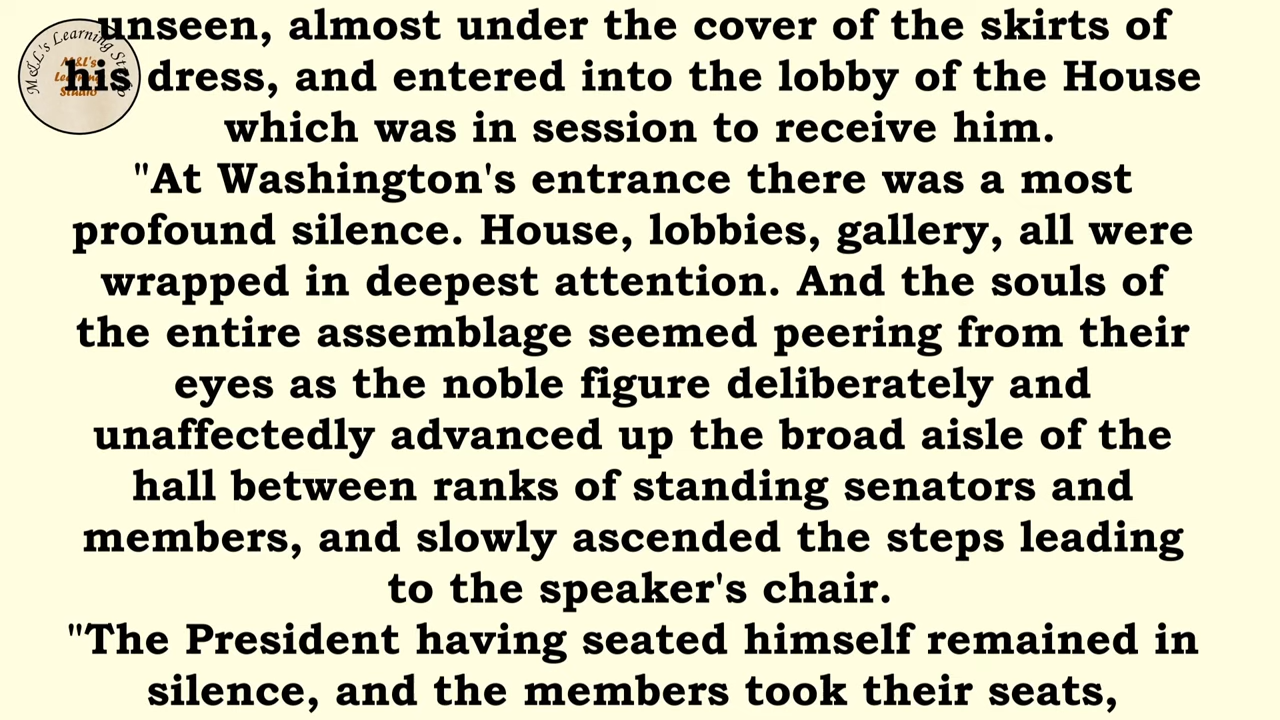 unseen, almost under the cover of the skirts of
his dress, and entered into the lobby of the House
which was in session to receive him.
"At Washington's entrance there was a most
profound silence. House, lobbies, gallery, all were
wrapped in deepest attention. And the souls of
the entire assemblage seemed peering from their
eyes as the noble figure deliberately and
unaffectedly advanced up the broad aisle of the
hall between ranks of standing senators and
members, and slowly ascended the steps leading
to the speaker's chair.
"The President having seated himself remained in
silence, and the members took their seats,
M&L's Learning Studio
M&L's
Learning
Studio